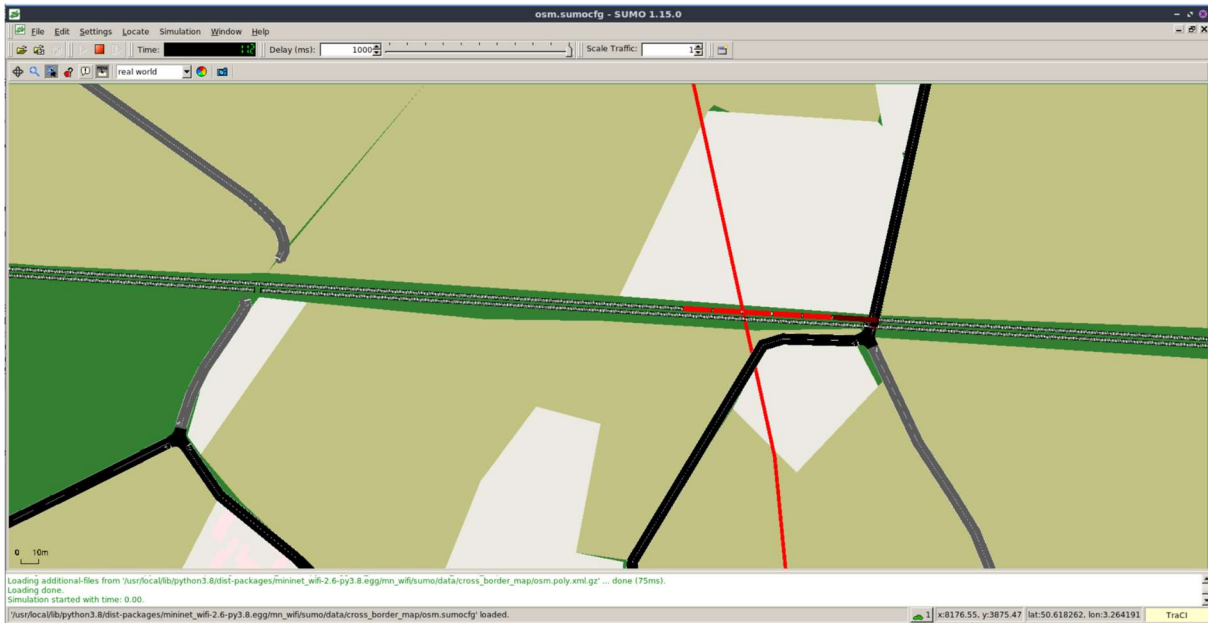 osm.sumocfg - SUMO 1.15.0
File Edit Settings Locate Simulation Window Help
Time: 112 Delay (ms): 1000 Scale Traffic: 1
real world
0 10m
Loading additional-files from '/usr/local/lib/python3.8/dist-packages/mininet_wifi-2.6-py3.8.egg/mn_wifi/sumo/data/cross_border_map/osm.poly.xml.gz' ... done (75ms).
Loading done.
Simulation started with time: 0.00.
'/usr/local/lib/python3.8/dist-packages/mininet_wifi-2.6-py3.8.egg/mn_wifi/sumo/data/cross_border_map/osm.sumocfg' loaded.
1 x:8176.55, y:3875.47 lat:50.618262, lon:3.264191 TraCI